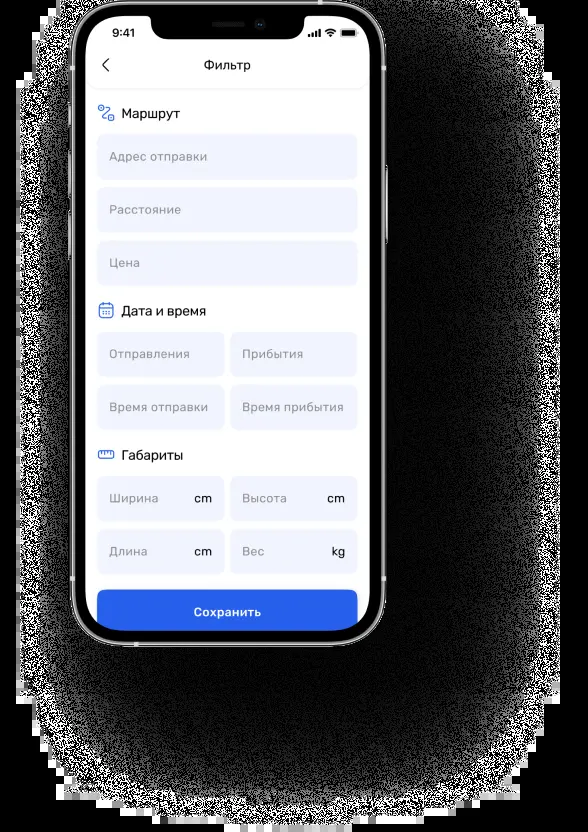 9:41
Фильтр
Маршрут
Адрес отправки
Расстояние
Цена
Дата и время
Отправления Прибытия
Время отправки Время прибытия
Габариты
Ширина cm Высота cm
Длина cm Вес kg
Сохранить